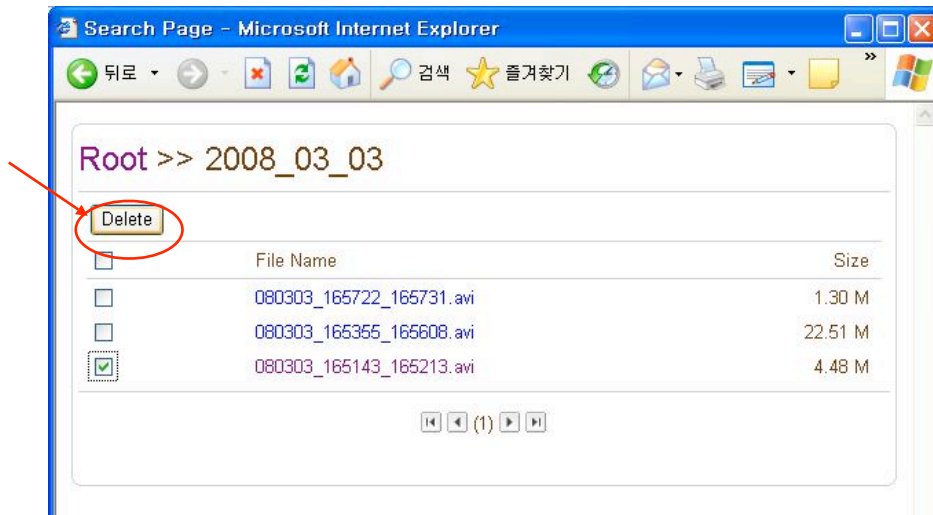 Search Page - Microsoft Internet Explorer
뒤로 검색 즐겨찾기 »
Root >> 2008_03_03
Delete
File Name Size
080303_165722_165731.avi 1.30 M
080303_165355_165608.avi 22.51 M
080303_165143_165213.avi 4.48 M
(1)